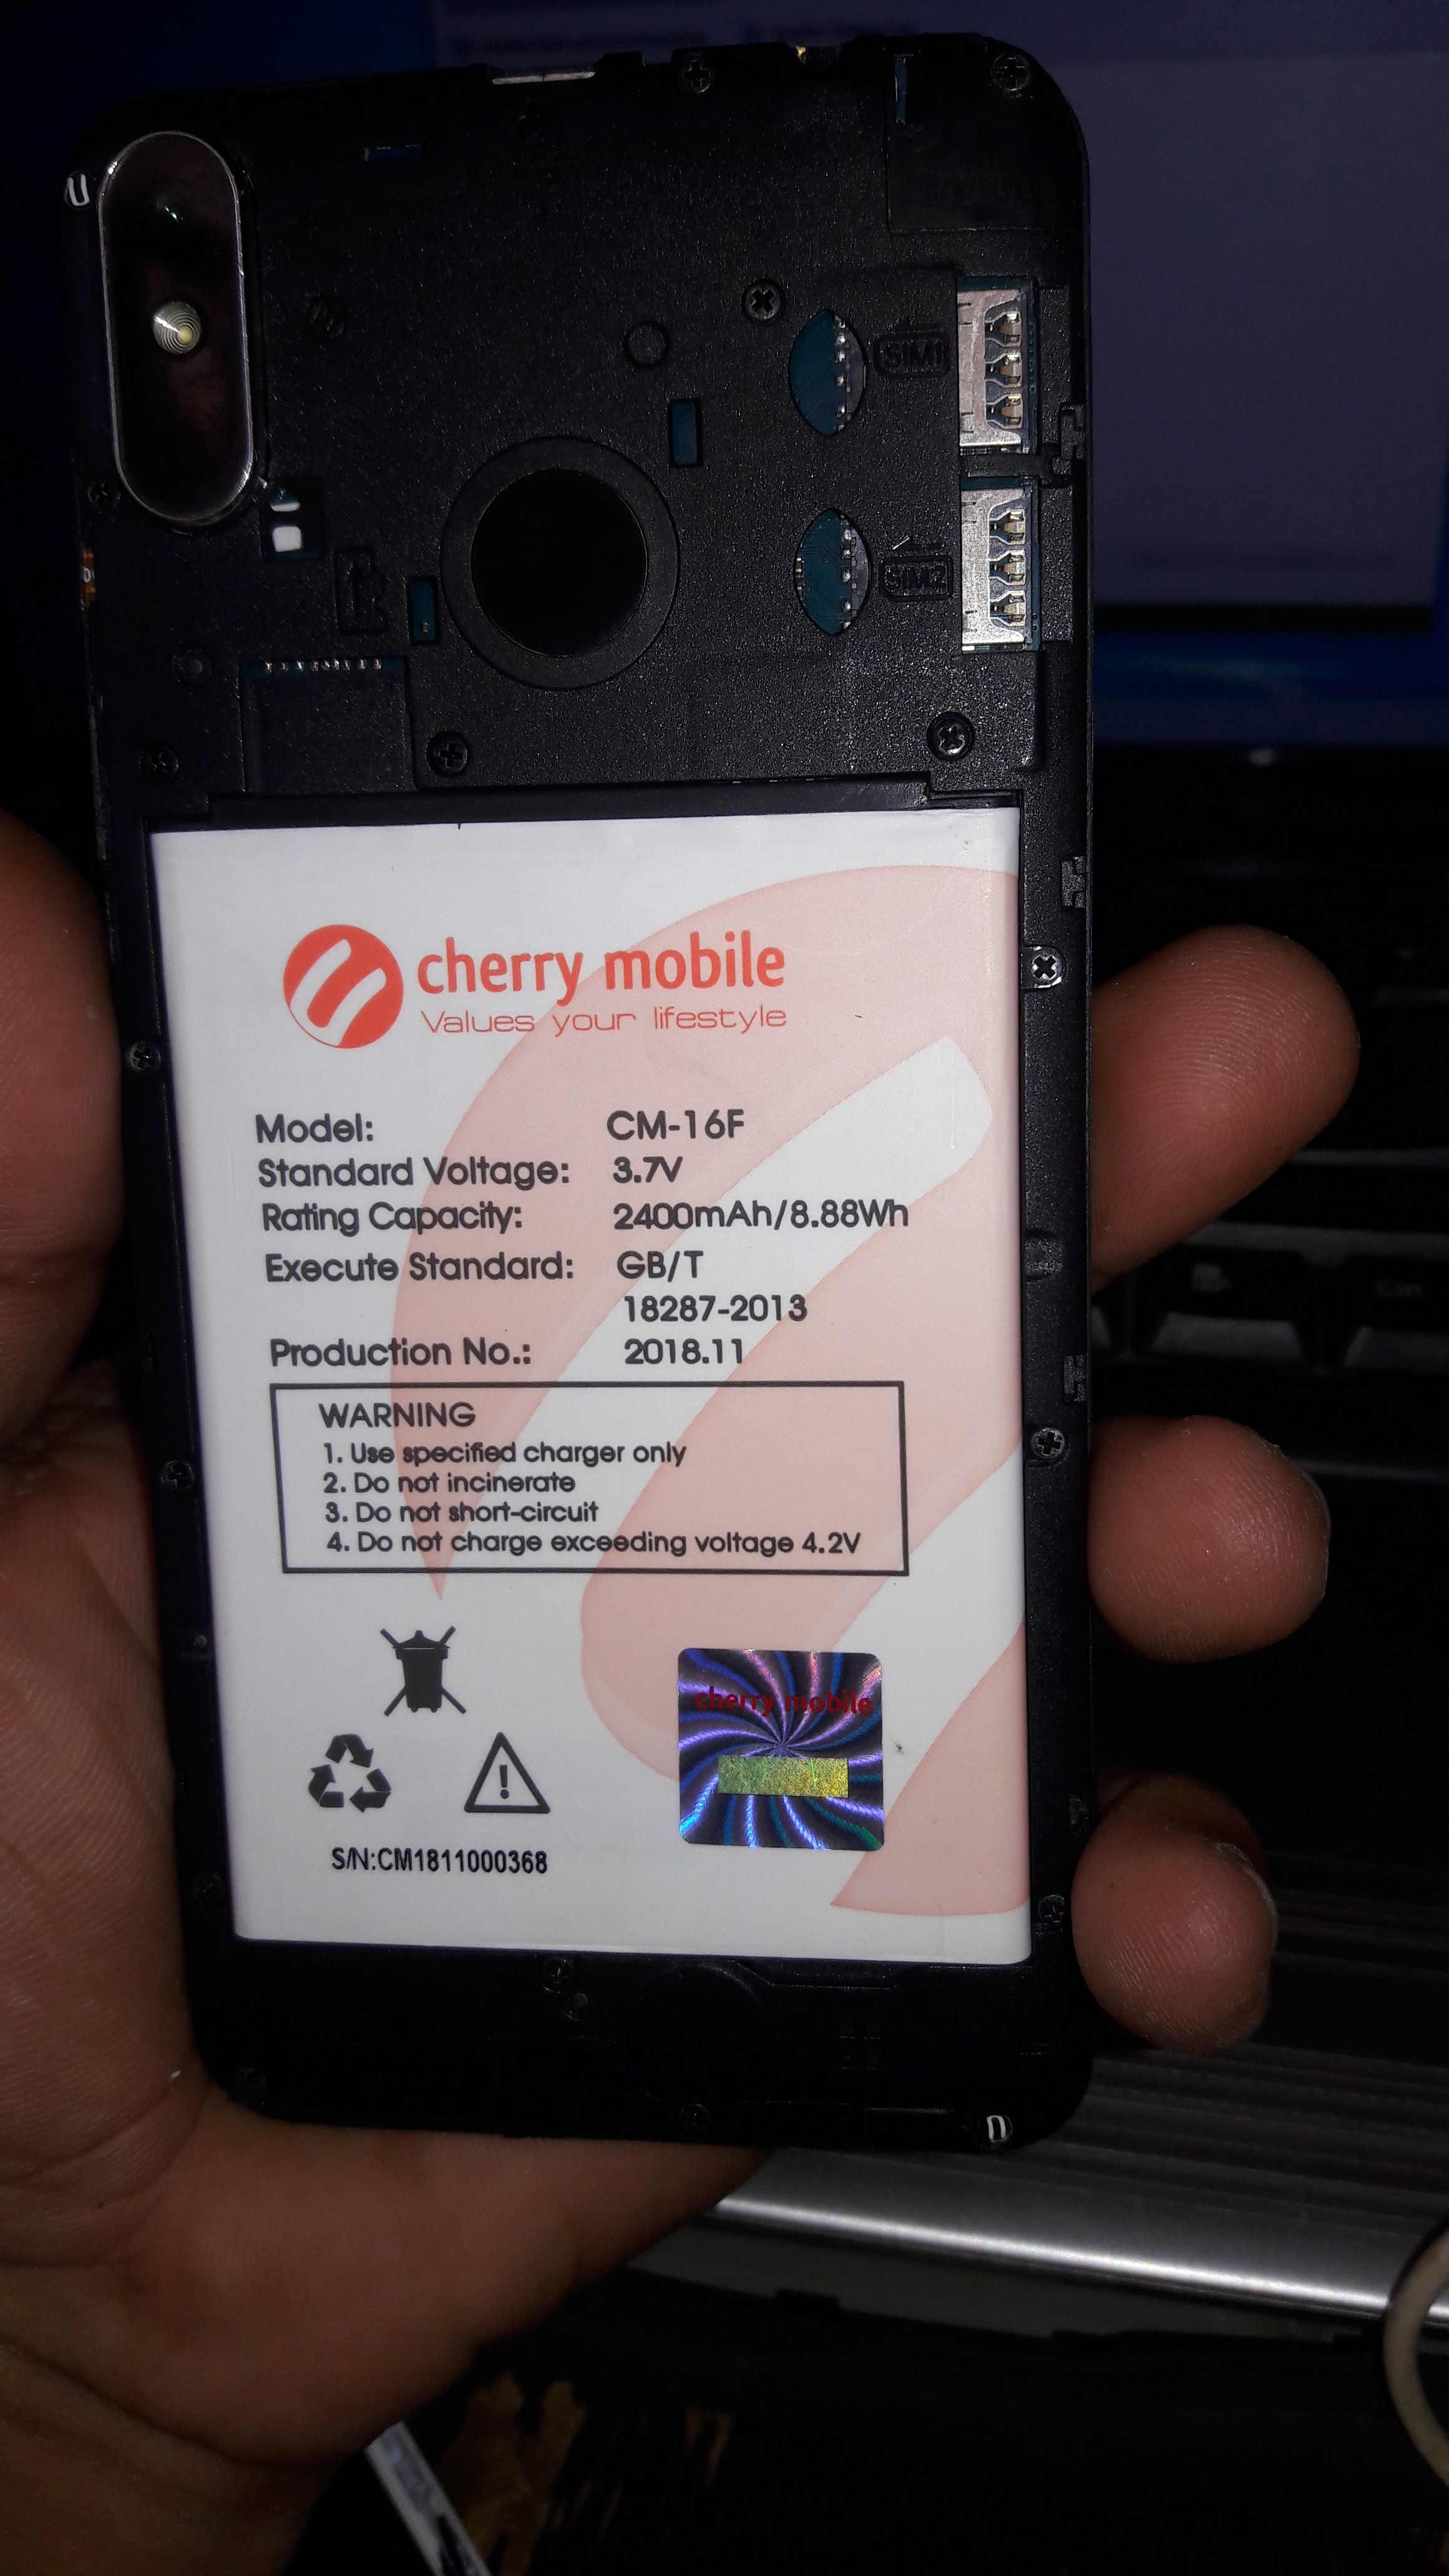 SIM1
SIM2
cherry mobile
Values your lifestyle
Model: CM-16F
Standard Voltage: 3.7V
Rating Capacity: 2400mAh/8.88Wh
Execute Standard: GB/T
18287-2013
Production No.: 2018.11
WARNING
1. Use specified charger only
2. Do not incinerate
3. Do not short-circuit
4. Do not charge exceeding voltage 4.2V
cherry mobile
S/N:CM1811000368
Ctrl